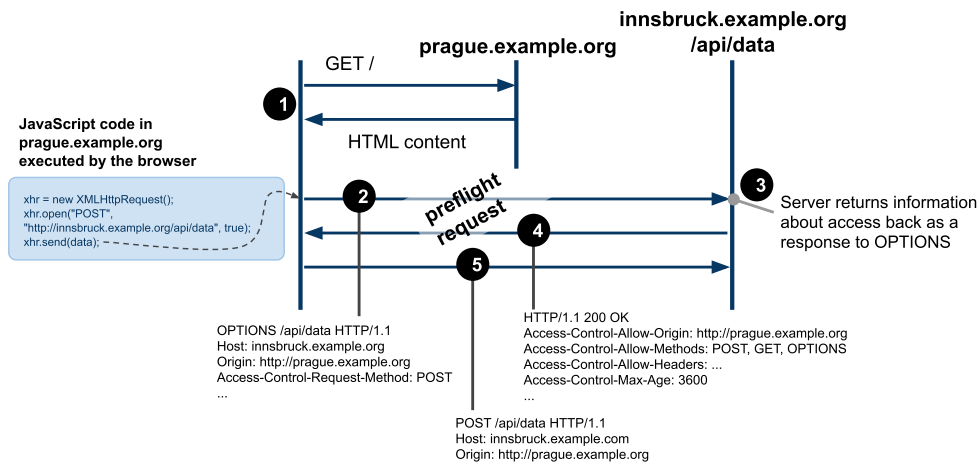 innsbruck.example.org
/api/data
prague.example.org
GET /
1
HTML content
JavaScript code in
prague.example.org
executed by the browser
xhr = new XMLHttpRequest();
xhr.open("POST",
"http://innsbruck.example.org/api/data", true);
xhr.send(data);
2
preflight
request
3
Server returns information
about access back as a
response to OPTIONS
4
5
OPTIONS /api/data HTTP/1.1
Host: innsbruck.example.org
Origin: http://prague.example.org
Access-Control-Request-Method: POST
...
HTTP/1.1 200 OK
Access-Control-Allow-Origin: http://prague.example.org
Access-Control-Allow-Methods: POST, GET, OPTIONS
Access-Control-Allow-Headers: ...
Access-Control-Max-Age: 3600
...
POST /api/data HTTP/1.1
Host: innsbruck.example.com
Origin: http://prague.example.org